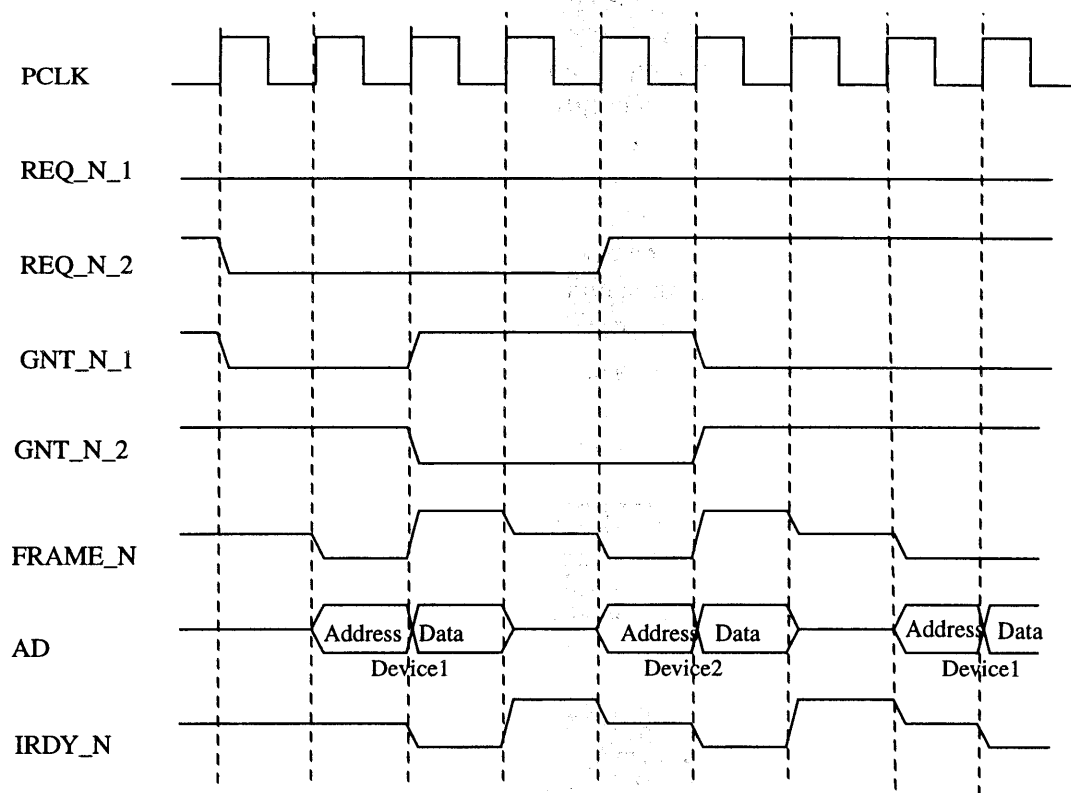 PCLK
REQ_N_1
REQ_N_2
GNT_N_1
GNT_N_2
FRAME_N
AD
Address Data
Device1
Address Data
Device2
Address Data
Device1
IRDY_N